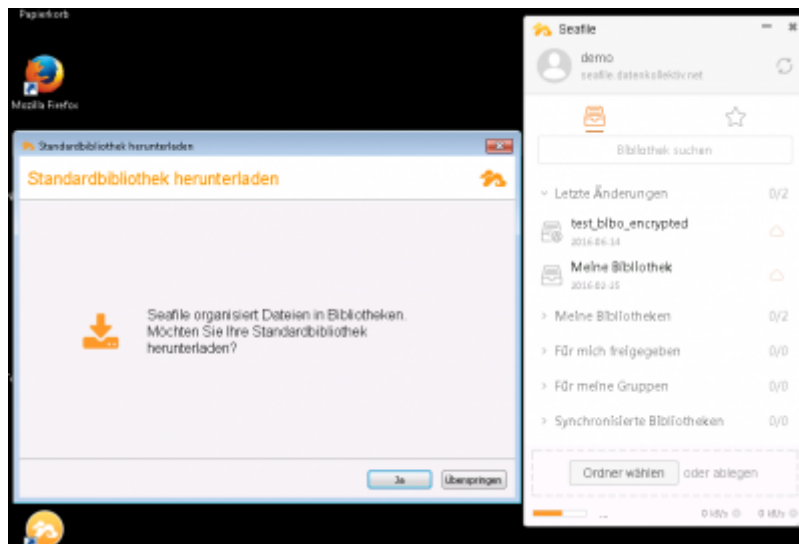 Papierkorb
Mozilla Firefox
Standardbibliothek herunterladen
Standardbibliothek herunterladen
Seafile organisiert Dateien in Bibliotheken.
Möchten Sie Ihre Standardbibliothek
herunterladen?
Ja
Überspringen
Seafile
demo
seafile.datenkollektiv.net
Bibliothek suchen
Letzte Änderungen 0/2
test_bibo_encrypted
2016-06-14
Meine Bibliothek
2016-02-25
Meine Bibliotheken 0/2
Für mich freigegeben 0/0
Für meine Gruppen 0/0
Synchronisierte Bibliotheken 0/0
Ordner wählen oder ablegen
... 0 kB/s 0 kB/s